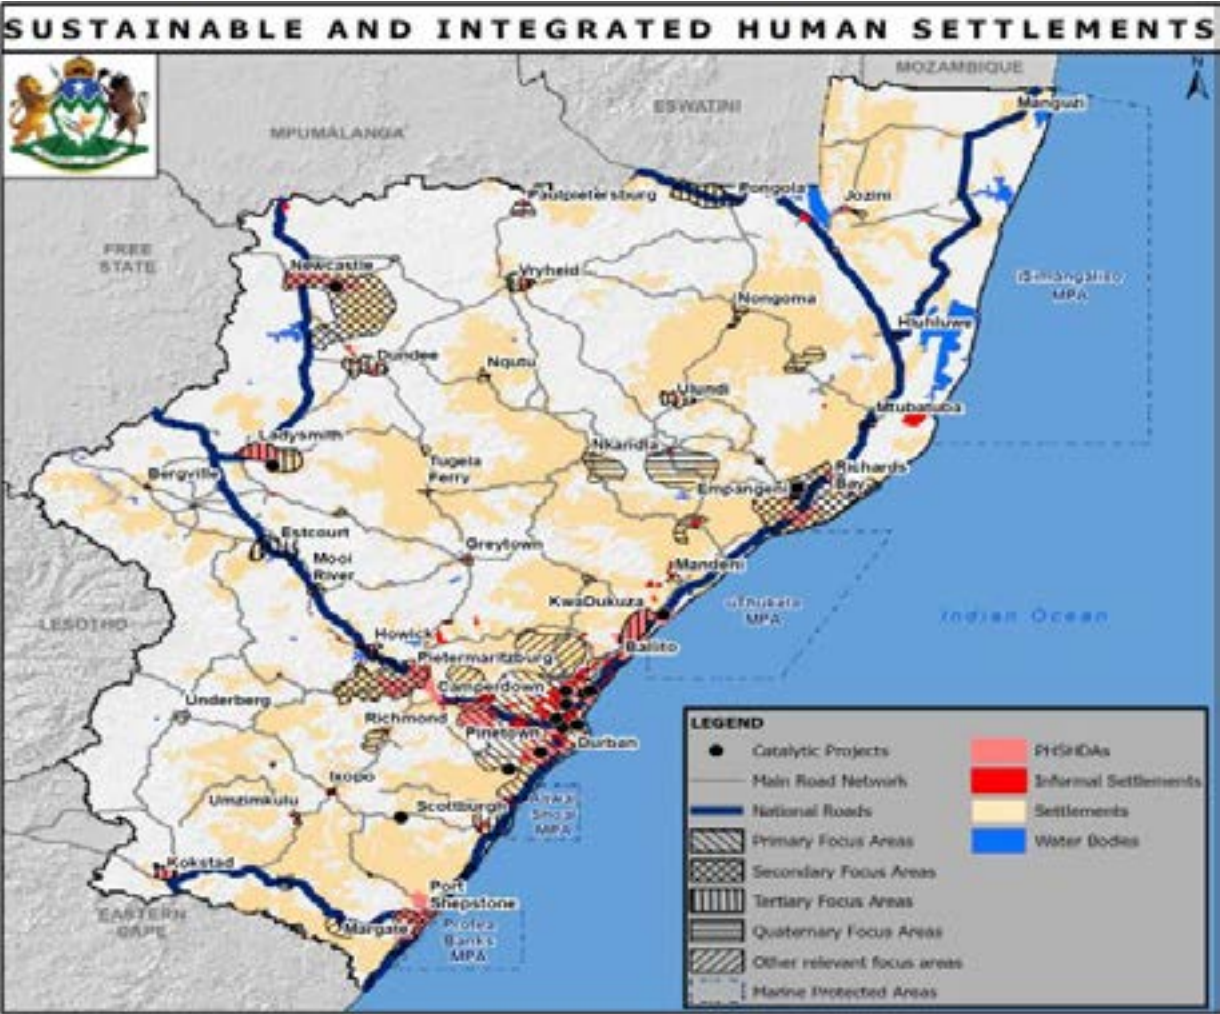 SUSTAINABLE AND INTEGRATED HUMAN SETTLEMENTS
N
MOZAMBIQUE
ESWATINI
MPUMALANGA
Manguzi
Paulpietersburg
Pongola
Jozini
FREE
STATE
Newcastle
Vryheid
iSimangaliso
MPA
Nongoma
Hluhluwe
Dundee
Nqutu
Ulundi
Mtubatuba
Ladysmith
Nkandla
Bergville
Tugela
Ferry
Richards
Bay
Empangeni
Estcourt
Mooi
River
Greytown
Mandeni
KwaDukuza
uThukela
MPA
Indian Ocean
LESOTHO
Howick
Ballito
Pietermaritzburg
Camperdown
Underberg
Richmond
Pinetown
Durban
Ixopo
Umzimkulu
Scottburgh
Aliwal
Shoal
MPA
Kokstad
Port
Shepstone
EASTERN
CAPE
Margate
Protea
Banks
MPA
LEGEND
Catalytic Projects
Main Road Network
National Roads
Primary Focus Areas
Secondary Focus Areas
Tertiary Focus Areas
Quaternary Focus Areas
Other relevant focus areas
Marine Protected Areas
PHSHDAs
Informal Settlements
Settlements
Water Bodies